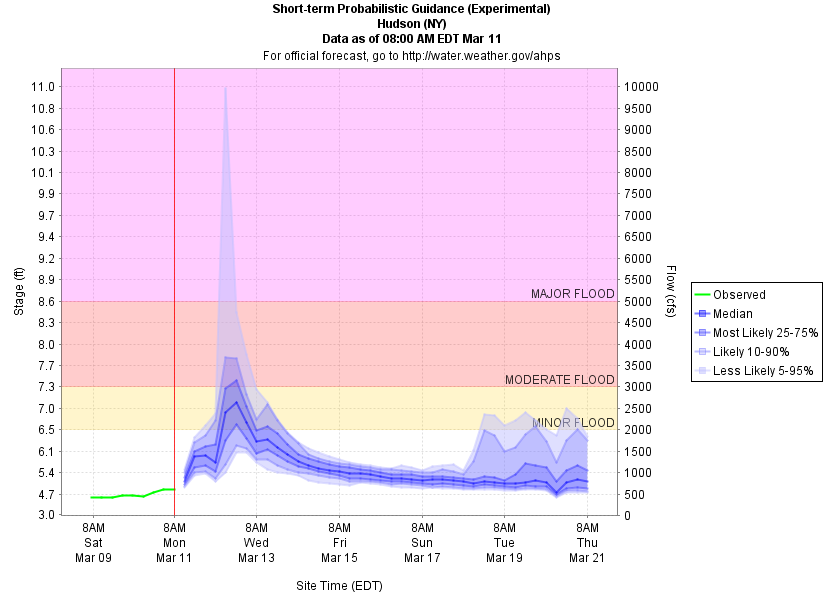 Short-term Probabilistic Guidance (Experimental)
Hudson (NY)
Data as of 08:00 AM EDT Mar 11
For official forecast, go to http://water.weather.gov/ahps
Stage (ft)
11.0
10.8
10.6
10.3
10.1
9.9
9.7
9.4
9.2
8.9
8.6
8.3
8.0
7.7
7.3
7.0
6.5
6.1
5.4
4.7
3.0
MAJOR FLOOD
MODERATE FLOOD
MINOR FLOOD
10000
9500
9000
8500
8000
7500
7000
6500
6000
5500
5000
4500
4000
3500
3000
2500
2000
1500
1000
500
0
Flow (cfs)
Observed
Median
Most Likely 25-75%
Likely 10-90%
Less Likely 5-95%
8AM 8AM 8AM 8AM 8AM 8AM 8AM
Sat Mon Wed Fri Sun Tue Thu
Mar 09 Mar 11 Mar 13 Mar 15 Mar 17 Mar 19 Mar 21
Site Time (EDT)